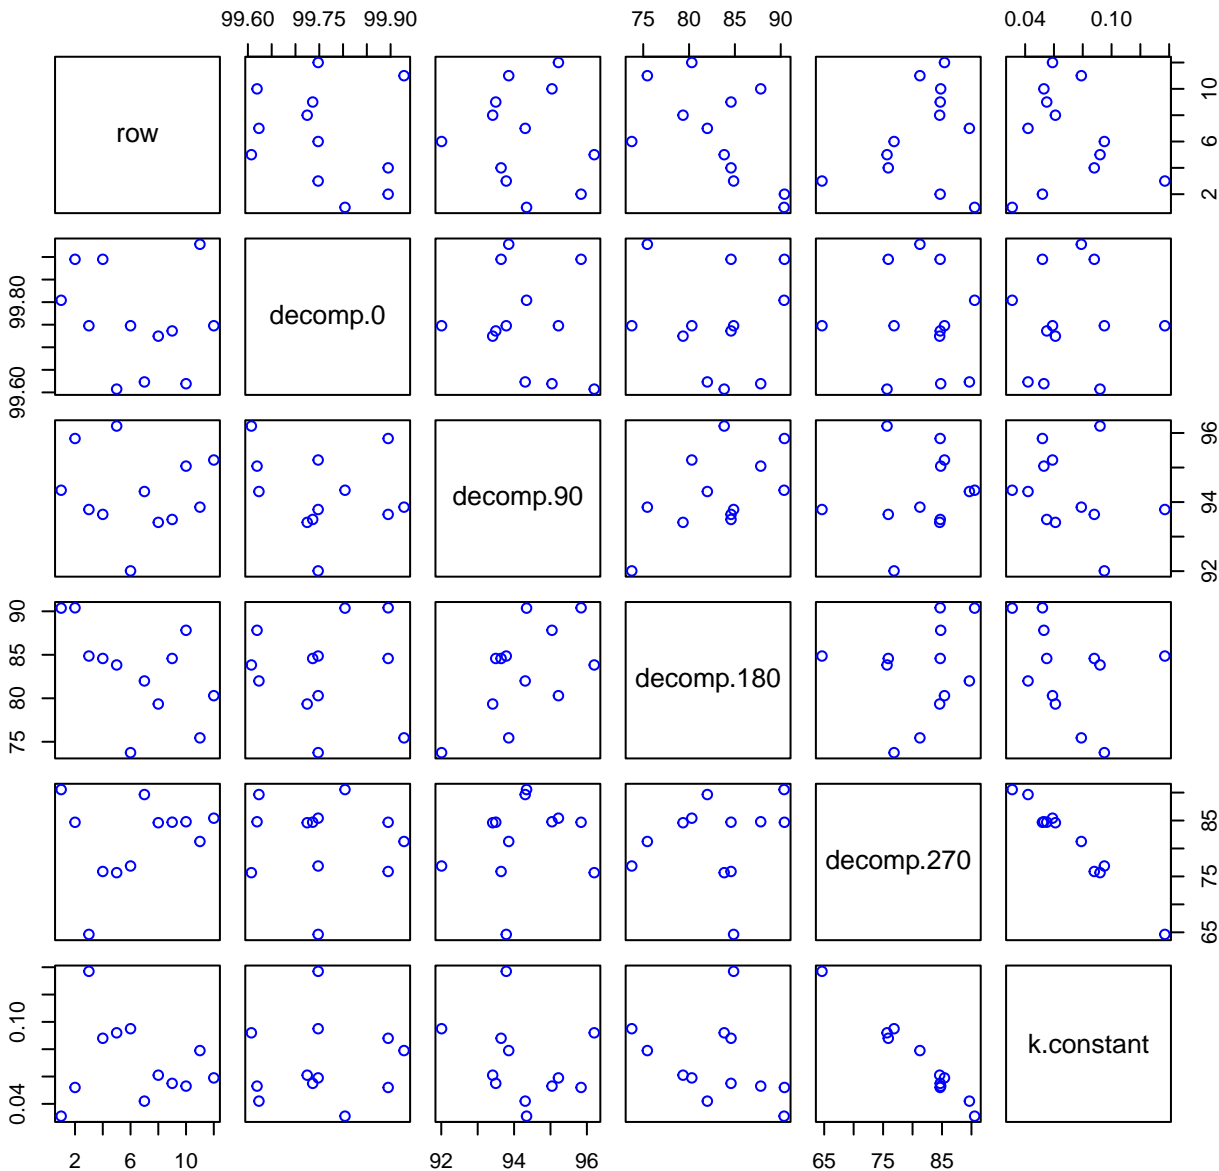 99.60 99.75 99.90 75 80 85 90 0.04 0.10
row 2 6 10
99.60 99.80 decomp.0
decomp.90 92 94 96
75 80 85 90 decomp.180
decomp.270 65 75 85
0.04 0.10 k.constant
2 6 10 92 94 96 65 75 85